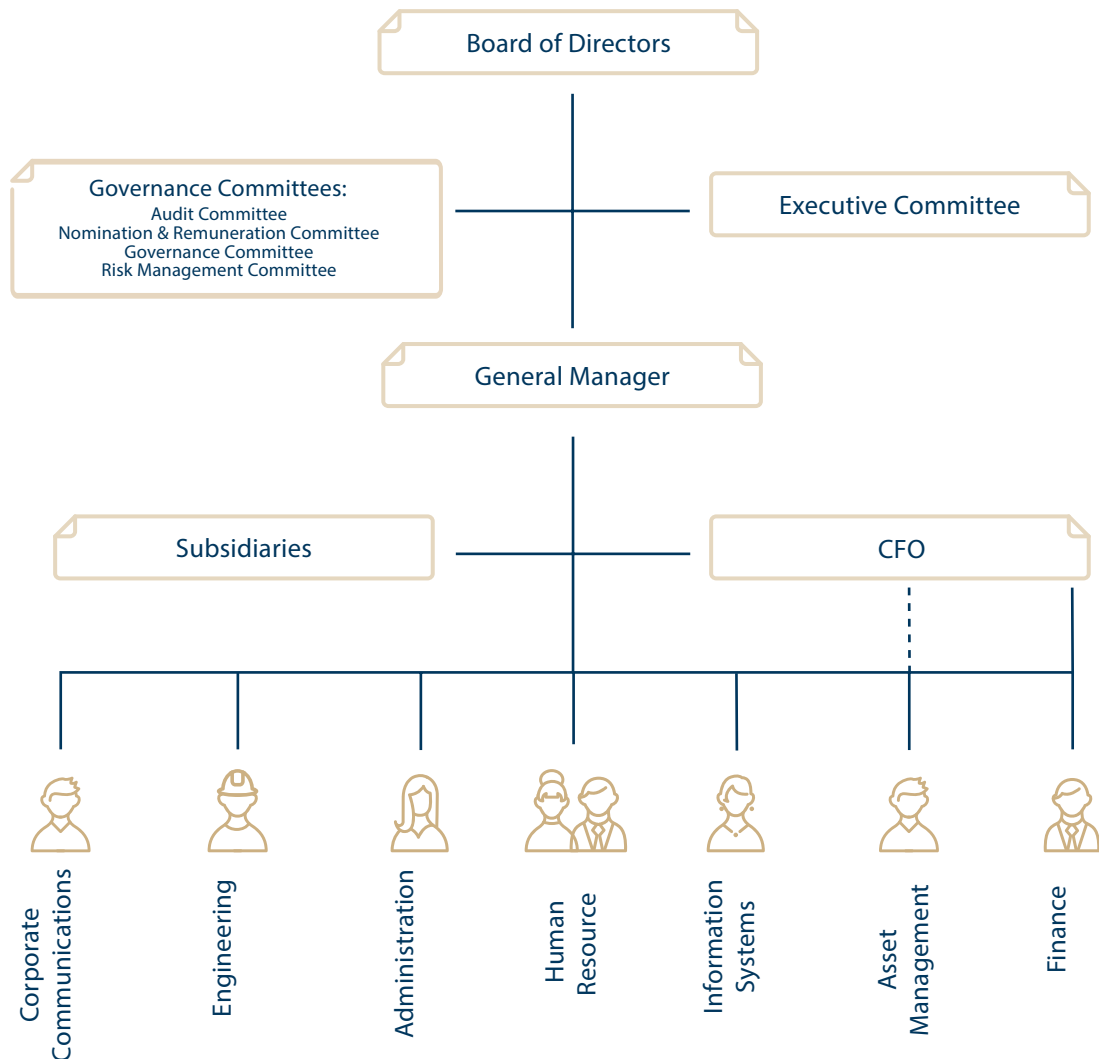 Board of Directors
Governance Committees:
Audit Committee
Nomination & Remuneration Committee
Governance Committee
Risk Management Committee
Executive Committee
General Manager
Subsidiaries
CFO
Corporate
Communications
Engineering
Administration
Human
Resource
Information
Systems
Asset
Management
Finance